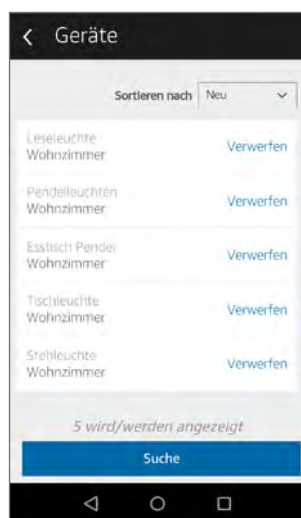 Geräte
Sortieren nach Neu
Leseleuchte
Wohnzimmer Verwerfen
Pendelleuchten
Wohnzimmer Verwerfen
Esstisch Pendel
Wohnzimmer Verwerfen
Tischleuchte
Wohnzimmer Verwerfen
Stehleuchte
Wohnzimmer Verwerfen
5 wird/werden angezeigt
Suche